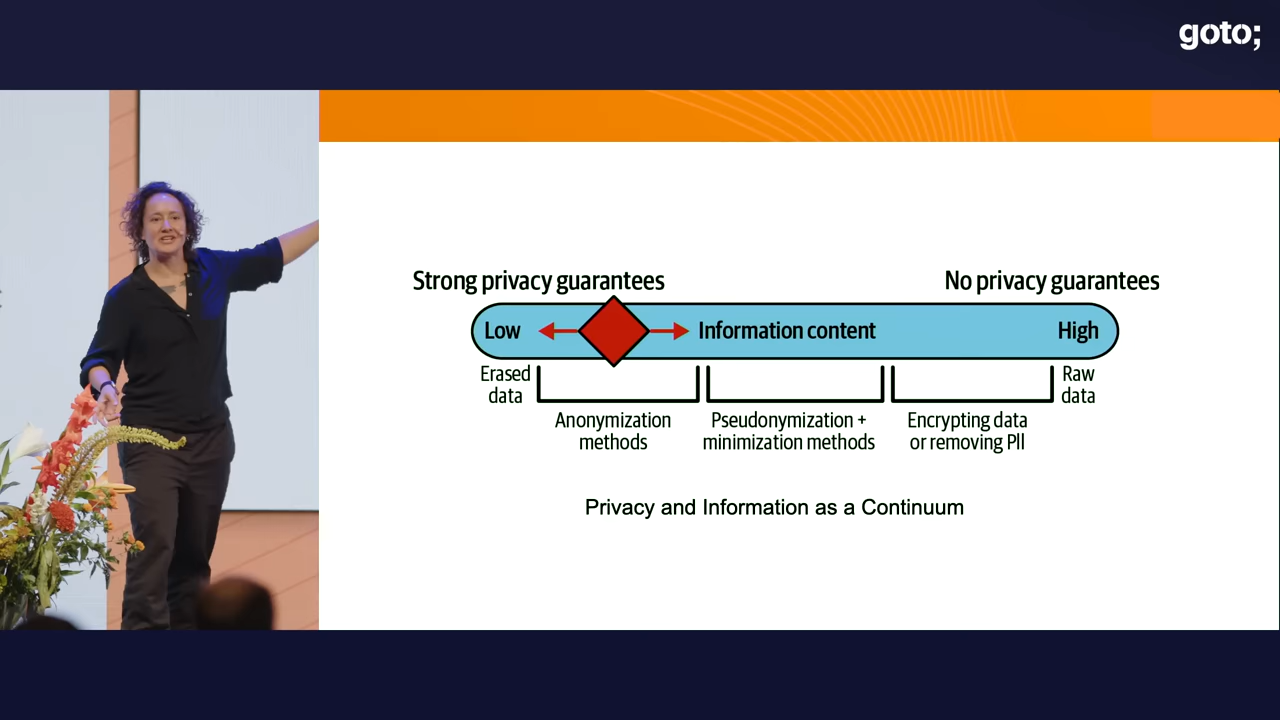 goto;
Strong privacy guarantees
No privacy guarantees
Low
Information content
High
Erased
data
Anonymization
methods
Pseudonymization +
minimization methods
Encrypting data
or removing PII
Raw
data
Privacy and Information as a Continuum